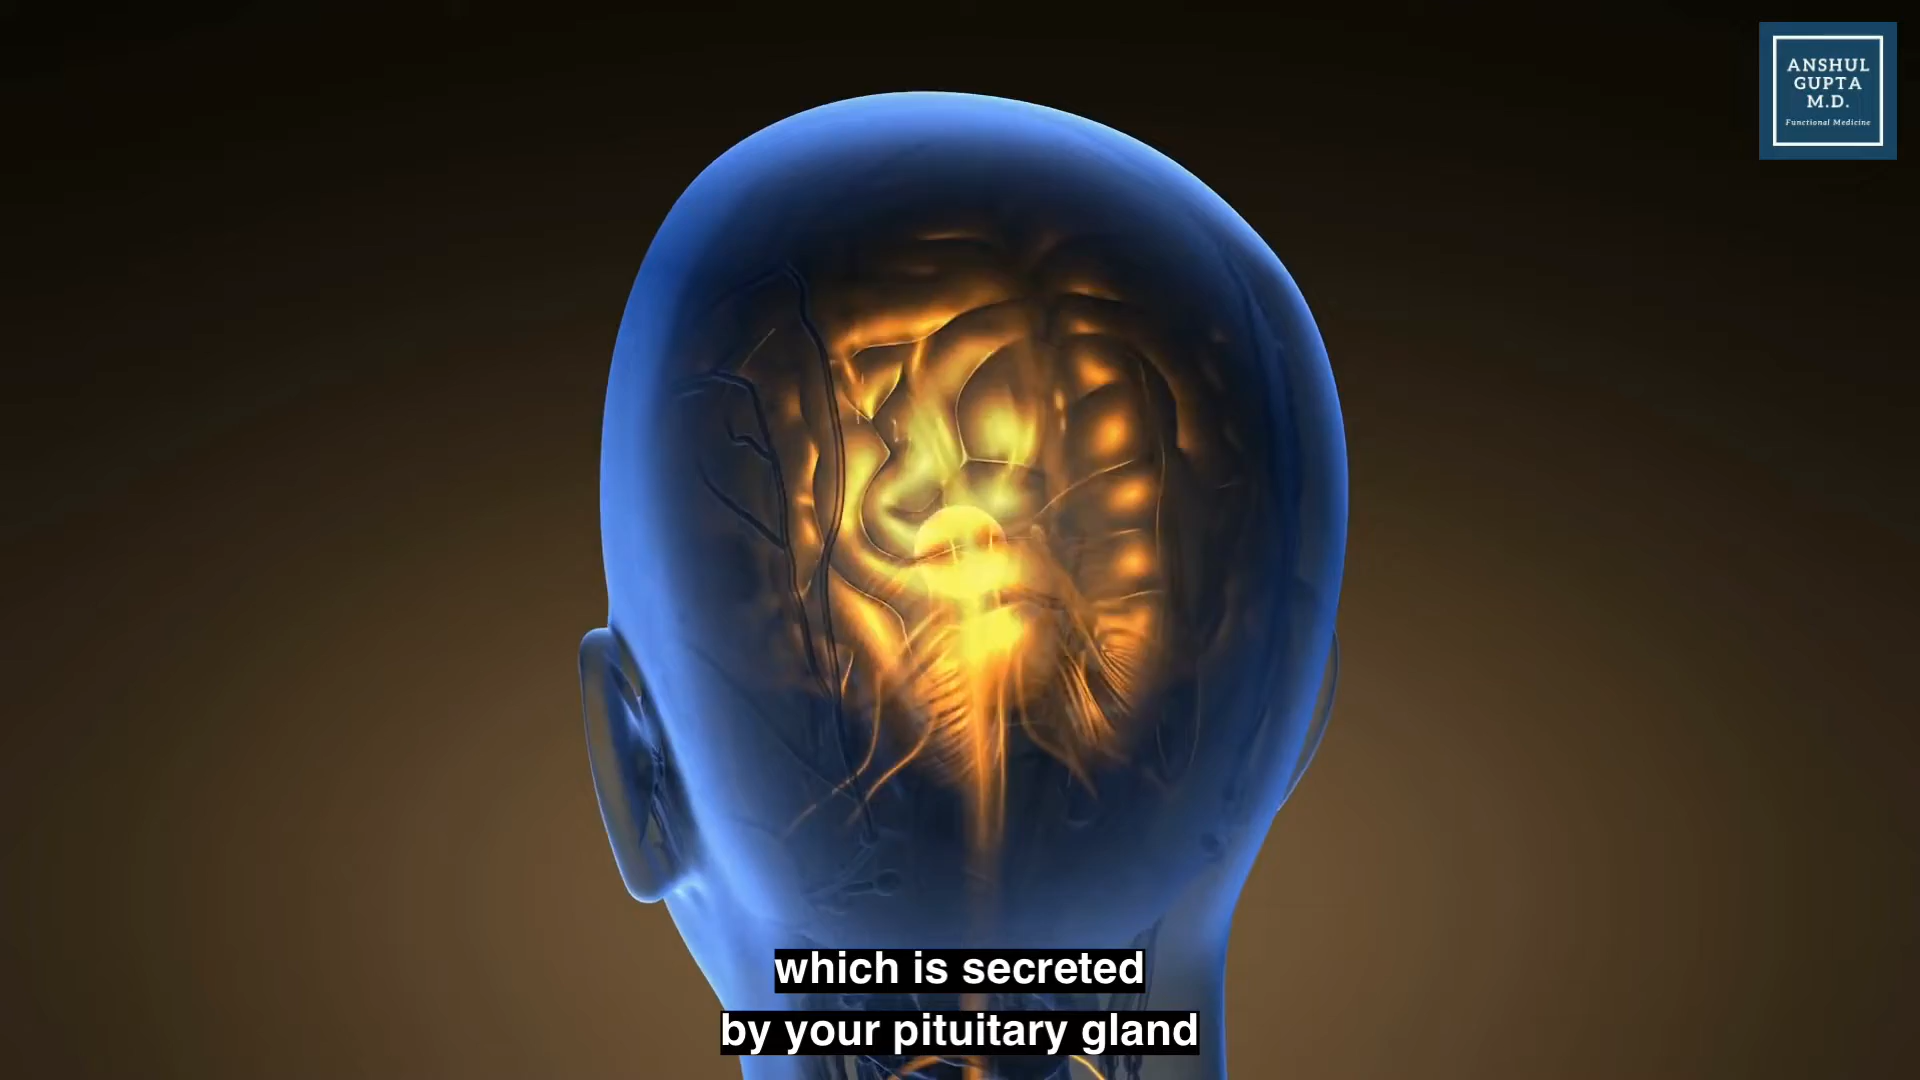 ANSHUL
GUPTA
M.D.
Functional Medicine
which is secreted
by your pituitary gland